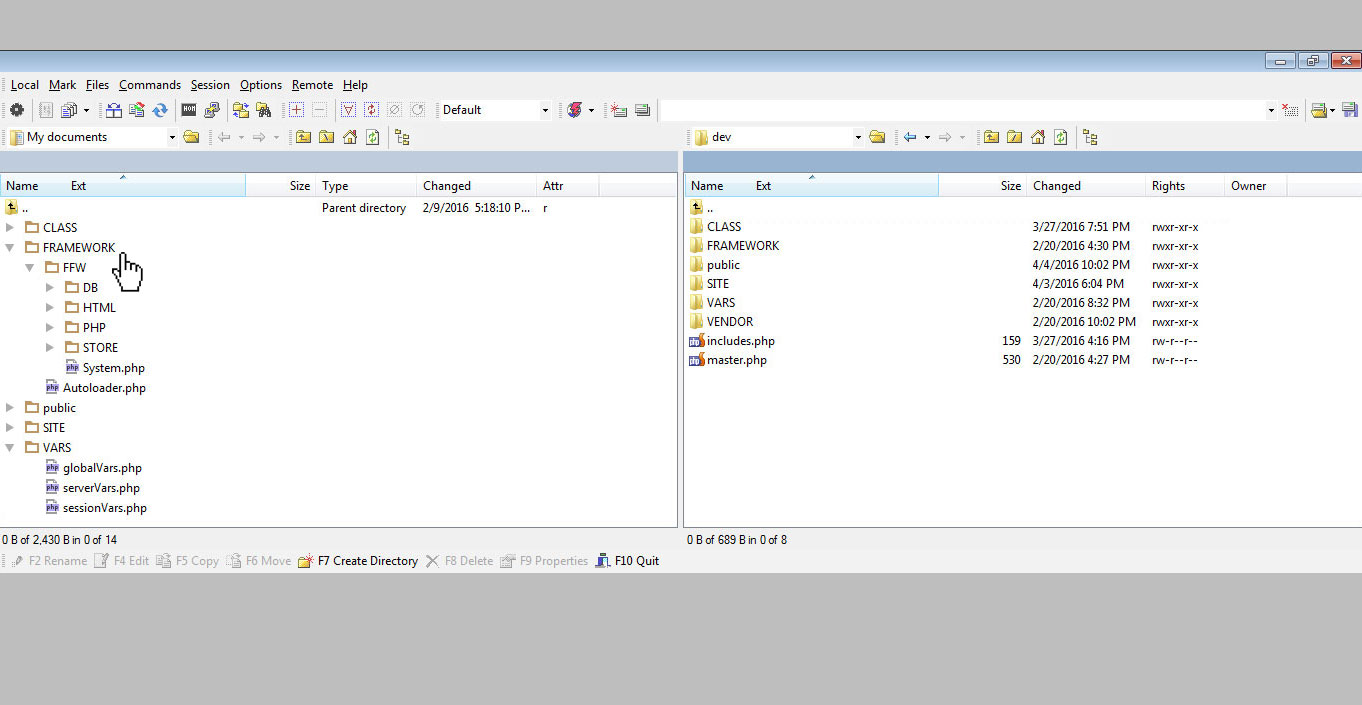 Local Mark Files Commands Session Options Remote Help
Default
My documents
dev
Name Ext Size Type Changed Attr
.. Parent directory 2/9/2016 5:18:10 P... r
CLASS
FRAMEWORK
FFW
DB
HTML
PHP
STORE
php System.php
php Autoloader.php
public
SITE
VARS
php globalVars.php
php serverVars.php
php sessionVars.php
0 B of 2,430 B in 0 of 14
Name Ext Size Changed Rights Owner
..
CLASS 3/27/2016 7:51 PM rwxr-xr-x
FRAMEWORK 2/20/2016 4:30 PM rwxr-xr-x
public 4/4/2016 10:02 PM rwxr-xr-x
SITE 4/3/2016 6:04 PM rwxr-xr-x
VARS 2/20/2016 8:32 PM rwxr-xr-x
VENDOR 2/20/2016 10:02 PM rwxr-xr-x
php includes.php 159 3/27/2016 4:16 PM rw-r--r--
php master.php 530 2/20/2016 4:27 PM rw-r--r--
0 B of 689 B in 0 of 8
F2 Rename F4 Edit F5 Copy F6 Move F7 Create Directory F8 Delete F9 Properties F10 Quit